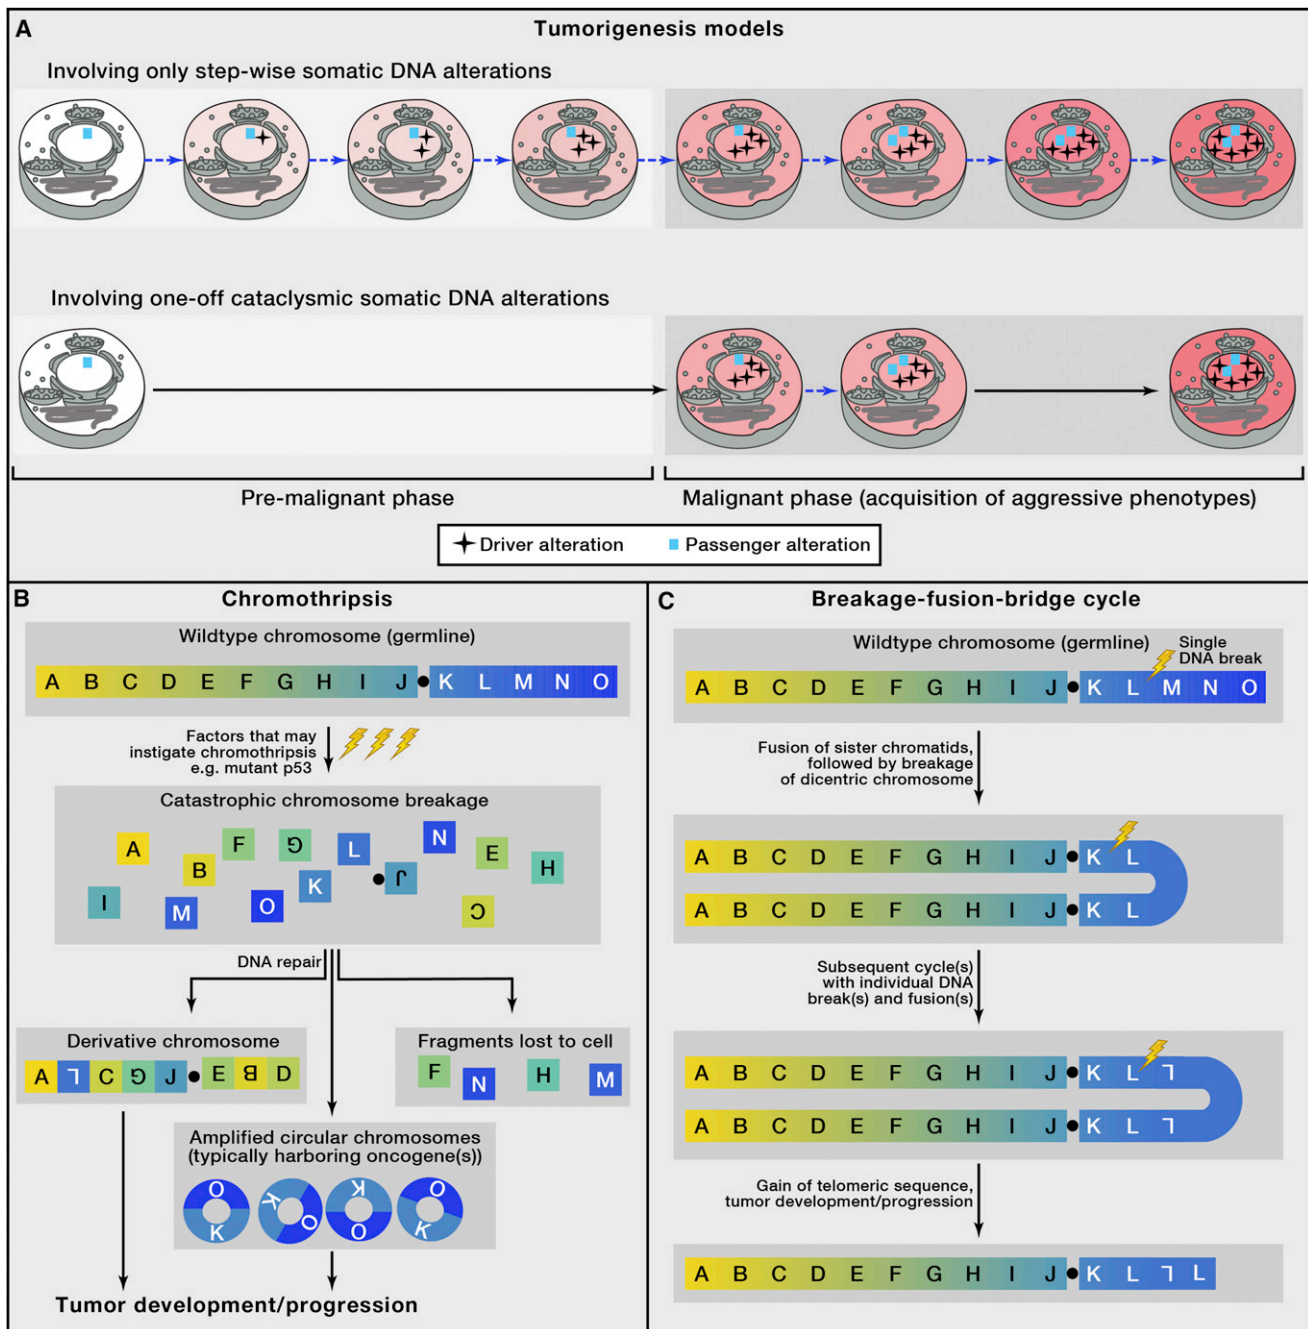 A
Tumorigenesis models
Involving only step-wise somatic DNA alterations
Involving one-off cataclysmic somatic DNA alterations
Pre-malignant phase
Malignant phase (acquisition of aggressive phenotypes)
Driver alteration
Passenger alteration
B
Chromothripsis
Wildtype chromosome (germline)
A B C D E F G H I J K L M N O
Factors that may
instigate chromothripsis
e.g. mutant p53
Catastrophic chromosome breakage
A B F G L N E H
I M O K J C
DNA repair
Derivative chromosome
A L C G J E B D
Fragments lost to cell
F N H M
Amplified circular chromosomes
(typically harboring oncogene(s))
O K O K
K O O K
Tumor development/progression
C
Breakage-fusion-bridge cycle
Wildtype chromosome (germline)
Single
DNA break
A B C D E F G H I J K L M N O
Fusion of sister chromatids,
followed by breakage
of dicentric chromosome
A B C D E F G H I J K L
A B C D E F G H I J K L
Subsequent cycle(s)
with individual DNA
break(s) and fusion(s)
A B C D E F G H I J K L L
A B C D E F G H I J K L L
Gain of telomeric sequence,
tumor development/progression
A B C D E F G H I J K L L L